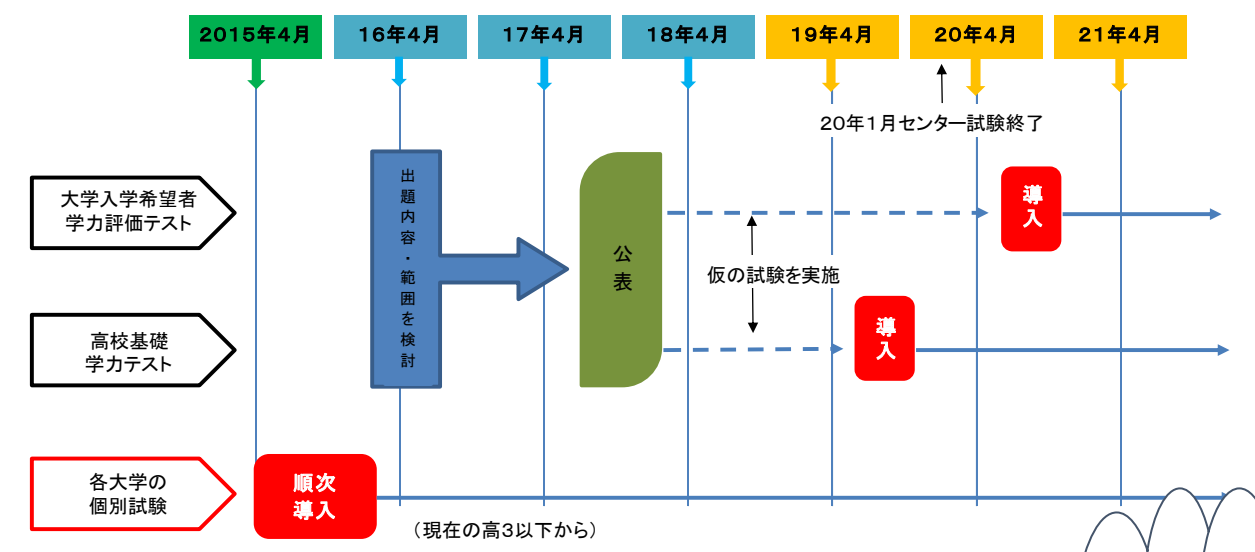 2015年4月
16年4月
17年4月
18年4月
19年4月
20年4月
21年4月
20年1月センター試験終了
大学入学希望者
学力評価テスト
出題内容・範囲を検討
公表
導入
仮の試験を実施
高校基礎
学力テスト
導入
各大学の
個別試験
順次
導入
（現在の高3以下から）